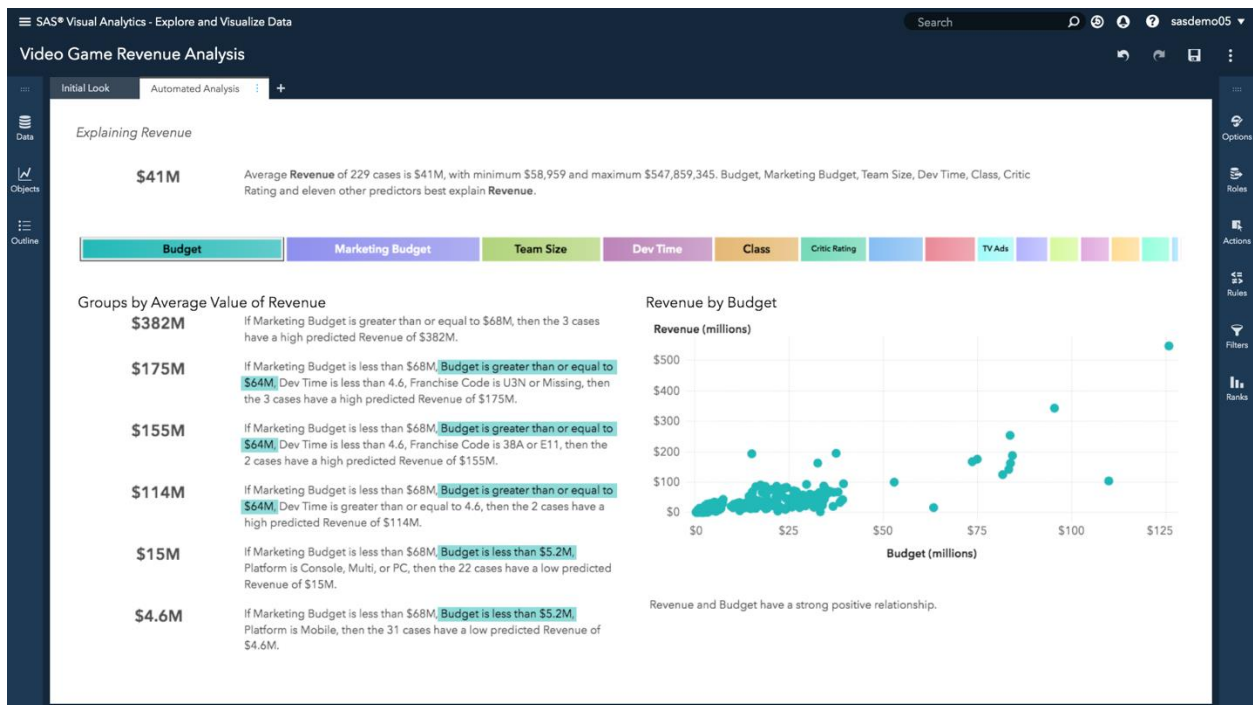 SAS® Visual Analytics - Explore and Visualize Data
Search
sasdemo05
Video Game Revenue Analysis
Initial Look
Automated Analysis
Data
Objects
Outline
Options
Roles
Actions
Rules
Filters
Ranks
Explaining Revenue
$41M
Average Revenue of 229 cases is $41M, with minimum $58,959 and maximum $547,859,345. Budget, Marketing Budget, Team Size, Dev Time, Class, Critic
Rating and eleven other predictors best explain Revenue.
Budget
Marketing Budget
Team Size
Dev Time
Class
Critic Rating
TV Ads
Groups by Average Value of Revenue
$382M
If Marketing Budget is greater than or equal to $68M, then the 3 cases
have a high predicted Revenue of $382M.
$175M
If Marketing Budget is less than $68M, Budget is greater than or equal to
$64M, Dev Time is less than 4.6, Franchise Code is U3N or Missing, then
the 3 cases have a high predicted Revenue of $175M.
$155M
If Marketing Budget is less than $68M, Budget is greater than or equal to
$64M, Dev Time is less than 4.6, Franchise Code is 38A or E11, then the
2 cases have a high predicted Revenue of $155M.
$114M
If Marketing Budget is less than $68M, Budget is greater than or equal to
$64M, Dev Time is greater than or equal to 4.6, then the 2 cases have a
high predicted Revenue of $114M.
$15M
If Marketing Budget is less than $68M, Budget is less than $5.2M,
Platform is Console, Multi, or PC, then the 22 cases have a low predicted
Revenue of $15M.
$4.6M
If Marketing Budget is less than $68M, Budget is less than $5.2M,
Platform is Mobile, then the 31 cases have a low predicted Revenue of
$4.6M.
Revenue by Budget
Revenue (millions)
$500
$400
$300
$200
$100
$0
$0 $25 $50 $75 $100 $125
Budget (millions)
Revenue and Budget have a strong positive relationship.